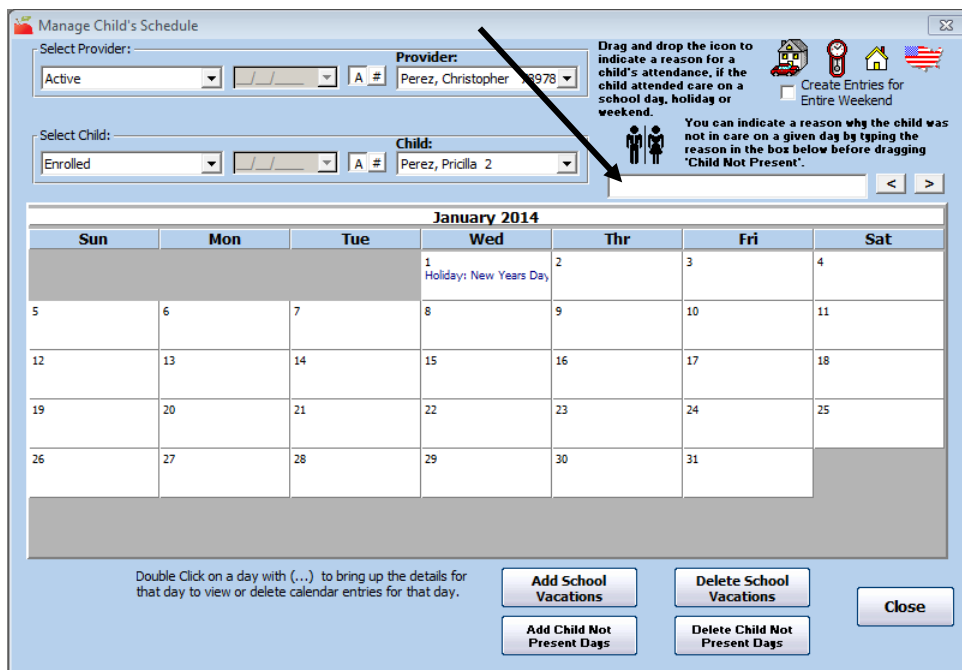 Manage Child's Schedule
Select Provider:
Provider:
Active
_/_/___
A #
Perez, Christopher 
Drag and drop the icon to
indicate a reason for a
child's attendance, if the
child attended care on a
school day, holiday or
weekend.
Create Entries for
Entire Weekend
Select Child:
Child:
Enrolled
_/_/___
A #
Perez, Pricilla 2
You can indicate a reason why the child was
not in care on a given day by typing the
reason in the box below before dragging
'Child Not Present'.
< >
January 2014
Sun Mon Tue Wed Thr Fri Sat
1 2 3 4
Holiday: New Years Day
5 6 7 8 9 10 11
12 13 14 15 16 17 18
19 20 21 22 23 24 25
26 27 28 29 30 31
Double Click on a day with (...) to bring up the details for
that day to view or delete calendar entries for that day.
Add School
Vacations
Delete School
Vacations
Add Child Not
Present Days
Delete Child Not
Present Days
Close